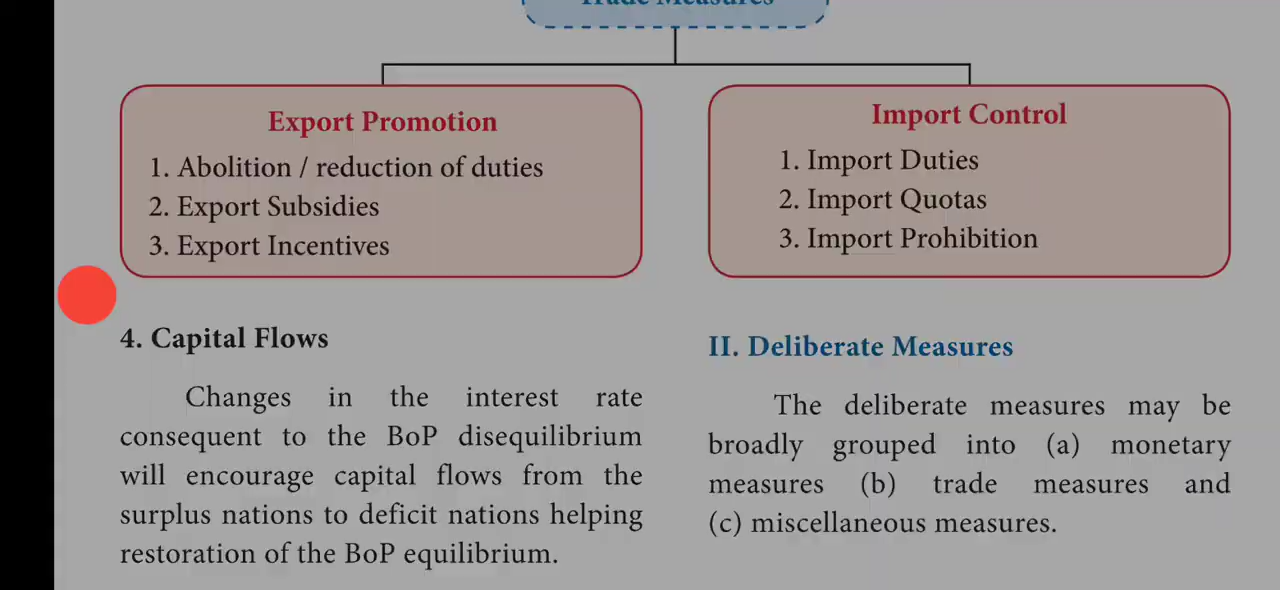 Trade Measures
Export Promotion
1. Abolition / reduction of duties
2. Export Subsidies
3. Export Incentives
Import Control
1. Import Duties
2. Import Quotas
3. Import Prohibition
4. Capital Flows
Changes in the interest rate
consequent to the BoP disequilibrium
will encourage capital flows from the
surplus nations to deficit nations helping
restoration of the BoP equilibrium.
II. Deliberate Measures
The deliberate measures may be
broadly grouped into (a) monetary
measures (b) trade measures and
(c) miscellaneous measures.